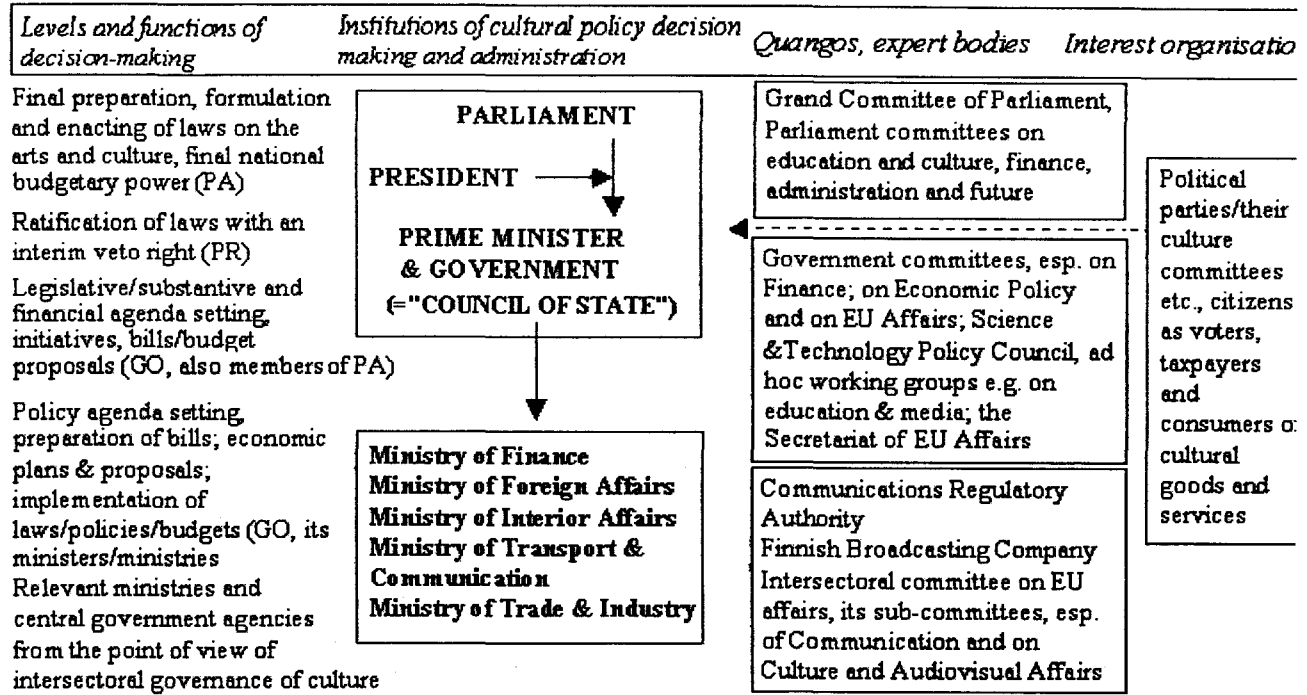 Levels and functions of
decision-making
Institutions of cultural policy decision
making and administration
Quangos, expert bodies
Interest organisatio
Final preparation, formulation
and enacting of laws on the
arts and culture, final national
budgetary power (PA)
Ratification of laws with an
interim veto right (PR)
Legislative/substantive and
financial agenda setting,
initiatives, bills/budget
proposals (GO, also members of PA)
Policy agenda setting,
preparation of bills; economic
plans & proposals;
implementation of
laws/policies/budgets (GO, its
ministers/ministries
Relevant ministries and
central government agencies
from the point of view of
intersectoral governance of culture
PARLIAMENT
PRESIDENT
PRIME MINISTER
& GOVERNMENT
(="COUNCIL OF STATE")
Ministry of Finance
Ministry of Foreign Affairs
Ministry of Interior Affairs
Ministry of Transport &
Communication
Ministry of Trade & Industry
Grand Committee of Parliament,
Parliament committees on
education and culture, finance,
administration and future
Government committees, esp. on
Finance; on Economic Policy
and on EU Affairs; Science
&Technology Policy Council, ad
hoc working groups e.g. on
education & media; the
Secretariat of EU Affairs
Communications Regulatory
Authority
Finnish Broadcasting Company
Intersectoral committee on EU
affairs, its sub-committees, esp.
of Communication and on
Culture and Audiovisual Affairs
Political
parties/their
culture
committees
etc., citizens
as voters,
taxpayers
and
consumers o
cultural
goods and
services